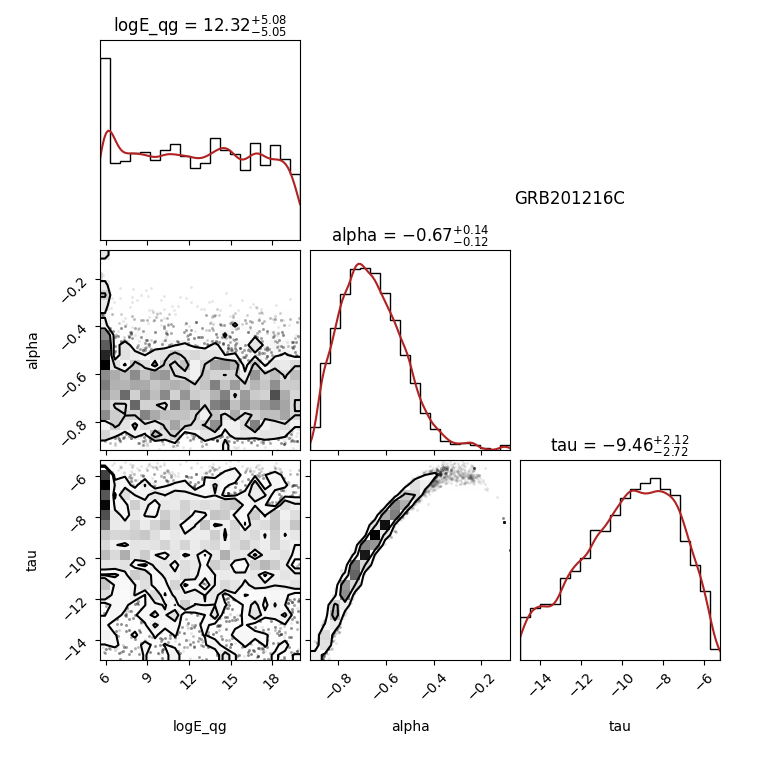 logE_qg = 12.32+5.08−5.05
GRB201216C
alpha = −0.67+0.14−0.12
−0.2
−0.4
−0.6
−0.8
alpha
tau = −9.46+2.12−2.72
−6
−8
−10
−12
−14
tau
6 9 12 15 18
−0.8 −0.6 −0.4 −0.2
−14 −12 −10 −8 −6
logE_qg alpha tau